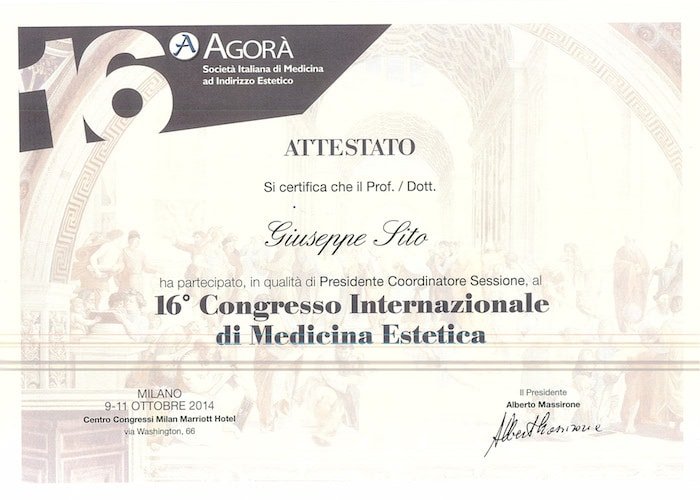 16
A AGORÀ
Società Italiana di Medicina
ad Indirizzo Estetico
ATTESTATO
Si certifica che il Prof. / Dott.
Giuseppe Sito
ha partecipato, in qualità di Presidente Coordinatore Sessione, al
16° Congresso Internazionale
di Medicina Estetica
MILANO
9-11 OTTOBRE 2014
Centro Congressi Milan Marriott Hotel
via Washington, 66
Il Presidente
Alberto Massirone
Albert Massirone